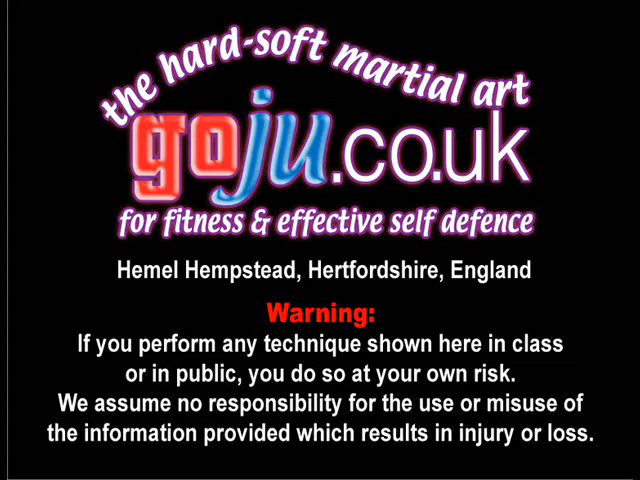 the hard-soft martial art
goju.co.uk
for fitness & effective self defence
Hemel Hempstead, Hertfordshire, England
Warning:
If you perform any technique shown here in class
or in public, you do so at your own risk.
We assume no responsibility for the use or misuse of
the information provided which results in injury or loss.